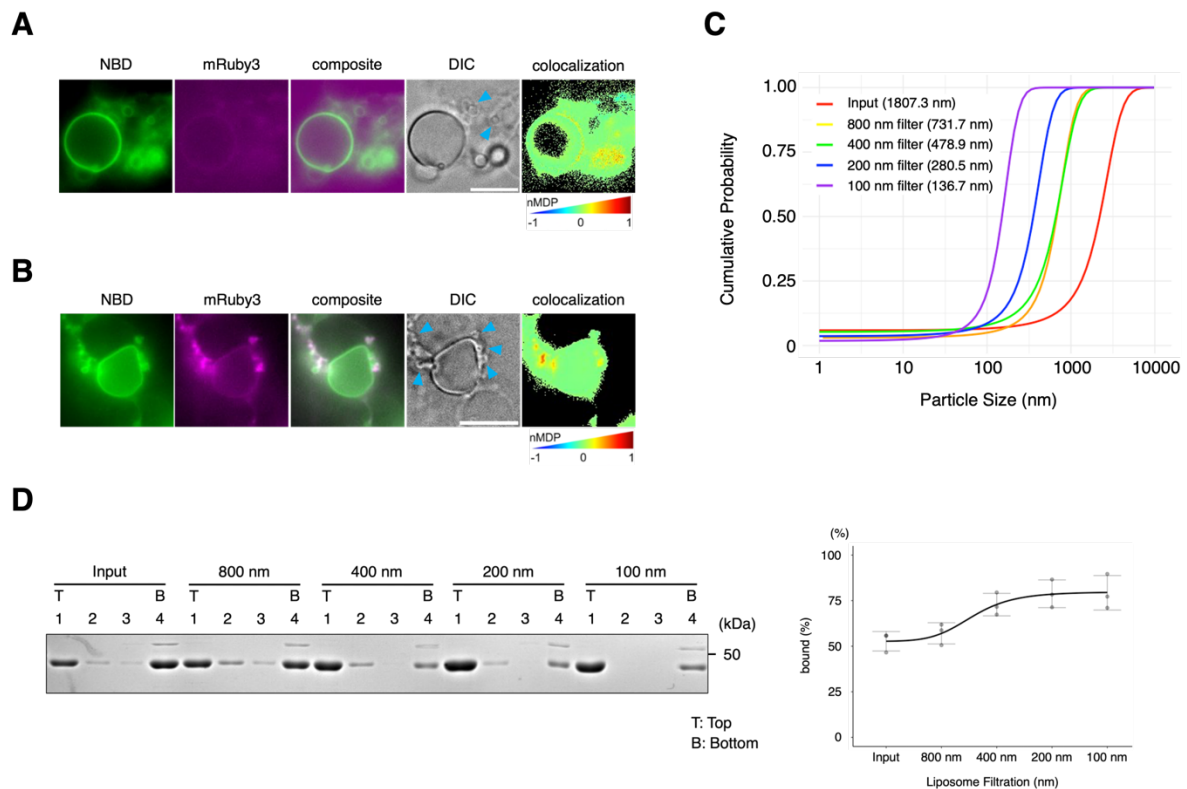 A
NBD mRuby3 composite DIC colocalization
nMDP
-1 0 1
B
NBD mRuby3 composite DIC colocalization
nMDP
-1 0 1
C
Cumulative Probability
1.00
0.75
0.50
0.25
0
Input (1807.3 nm)
800 nm filter (731.7 nm)
400 nm filter (478.9 nm)
200 nm filter (280.5 nm)
100 nm filter (136.7 nm)
1 10 100 1000 10000
Particle Size (nm)
D
Input 800 nm 400 nm 200 nm 100 nm
T B T B T B T B T B
1 2 3 4 1 2 3 4 1 2 3 4 1 2 3 4 1 2 3 4 (kDa)
50
T: Top
B: Bottom
(%)
100
75
50
25
0
bound (%)
Input 800 nm 400 nm 200 nm 100 nm
Liposome Filtration (nm)